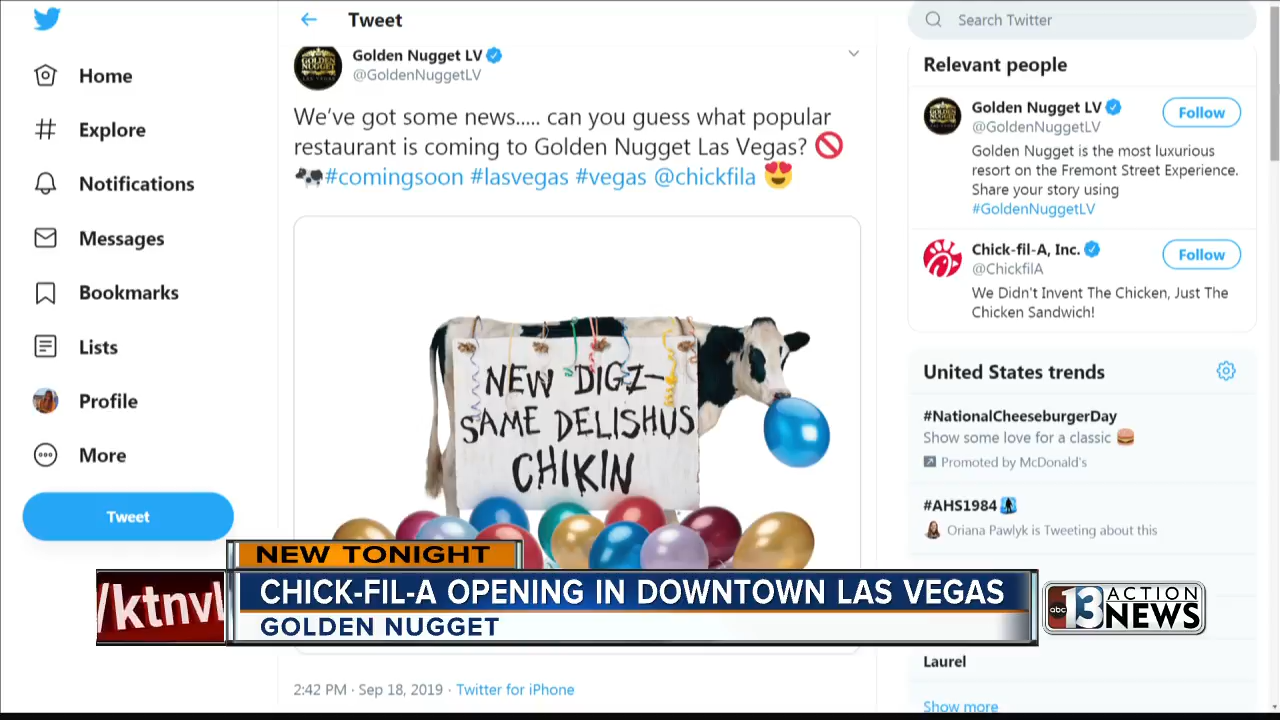 Tweet
Search Twitter
Home
Explore
Notifications
Messages
Bookmarks
Lists
Profile
More
Tweet
GOLDEN
NUGGET
LAS VEGAS
Golden Nugget LV
@GoldenNuggetLV
We've got some news..... can you guess what popular
restaurant is coming to Golden Nugget Las Vegas? 🚫
🐄#comingsoon #lasvegas #vegas @chickfila 😍
NEW DIGZ-
SAME DELISHUS
CHIKIN
2:42 PM · Sep 18, 2019 · Twitter for iPhone
Relevant people
Golden Nugget LV
@GoldenNuggetLV
Follow
Golden Nugget is the most luxurious
resort on the Fremont Street Experience.
Share your story using
#GoldenNuggetLV
Chick-fil-A, Inc.
@ChickfilA
Follow
We Didn't Invent The Chicken, Just The
Chicken Sandwich!
United States trends
#NationalCheeseburgerDay
Show some love for a classic 🍔
Promoted by McDonald's
#AHS1984
Oriana Pawlyk is Tweeting about this
Laurel
Show more
NEW TONIGHT
/ktnv
CHICK-FIL-A OPENING IN DOWNTOWN LAS VEGAS
GOLDEN NUGGET
abc 13 ACTION
NEWS